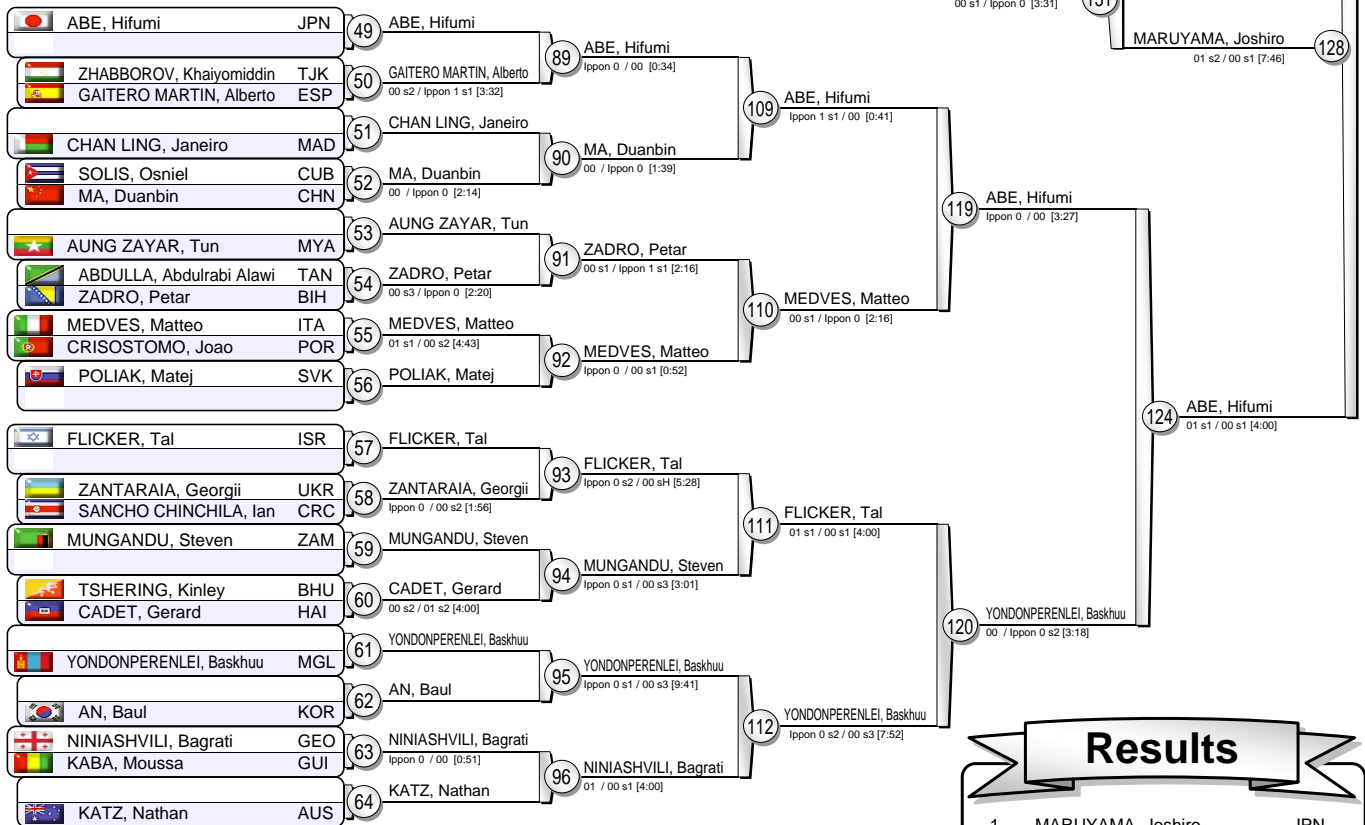 00 s1 / Ippon 0 [3:31]
MARUYAMA, Joshiro
01 s2 / 00 s1 [7:46]
128
ABE, Hifumi JPN
49
ABE, Hifumi
ZHABBOROV, Khaiyomiddin TJK
GAITERO MARTIN, Alberto ESP
50
GAITERO MARTIN, Alberto
00 s2 / Ippon 1 s1 [3:32]
89
ABE, Hifumi
Ippon 0 / 00 [0:34]
CHAN LING, Janeiro MAD
51
CHAN LING, Janeiro
SOLIS, Osniel CUB
MA, Duanbin CHN
52
MA, Duanbin
00 / Ippon 0 [2:14]
90
MA, Duanbin
00 / Ippon 0 [1:39]
109
ABE, Hifumi
Ippon 1 s1 / 00 [0:41]
AUNG ZAYAR, Tun MYA
53
AUNG ZAYAR, Tun
ABDULLA, Abdulrabi Alawi TAN
ZADRO, Petar BIH
54
ZADRO, Petar
00 s3 / Ippon 0 [2:20]
91
ZADRO, Petar
00 s1 / Ippon 1 s1 [2:16]
MEDVES, Matteo ITA
CRISOSTOMO, Joao POR
55
MEDVES, Matteo
01 s1 / 00 s2 [4:43]
POLIAK, Matej SVK
56
POLIAK, Matej
92
MEDVES, Matteo
Ippon 0 / 00 s1 [0:52]
110
MEDVES, Matteo
00 s1 / Ippon 0 [2:16]
119
ABE, Hifumi
Ippon 0 / 00 [3:27]
FLICKER, Tal ISR
57
FLICKER, Tal
ZANTARAIA, Georgii UKR
SANCHO CHINCHILA, Ian CRC
58
ZANTARAIA, Georgii
Ippon 0 / 00 s2 [1:56]
93
FLICKER, Tal
Ippon 0 s2 / 00 sH [5:28]
MUNGANDU, Steven ZAM
59
MUNGANDU, Steven
TSHERING, Kinley BHU
CADET, Gerard HAI
60
CADET, Gerard
00 s2 / 01 s2 [4:00]
94
MUNGANDU, Steven
Ippon 0 s1 / 00 s3 [3:01]
111
FLICKER, Tal
01 s1 / 00 s1 [4:00]
YONDONPERENLEI, Baskhuu MGL
61
YONDONPERENLEI, Baskhuu
AN, Baul KOR
62
AN, Baul
95
YONDONPERENLEI, Baskhuu
Ippon 0 s1 / 00 s3 [9:41]
NINIASHVILI, Bagrati GEO
KABA, Moussa GUI
63
NINIASHVILI, Bagrati
Ippon 0 / 00 [0:51]
KATZ, Nathan AUS
64
KATZ, Nathan
96
NINIASHVILI, Bagrati
01 / 00 s1 [4:00]
112
YONDONPERENLEI, Baskhuu
Ippon 0 s2 / 00 s3 [7:52]
120
YONDONPERENLEI, Baskhuu
00 / Ippon 0 s2 [3:18]
124
ABE, Hifumi
01 s1 / 00 s1 [4:00]
Results
1 MARUYAMA, Joshiro JPN